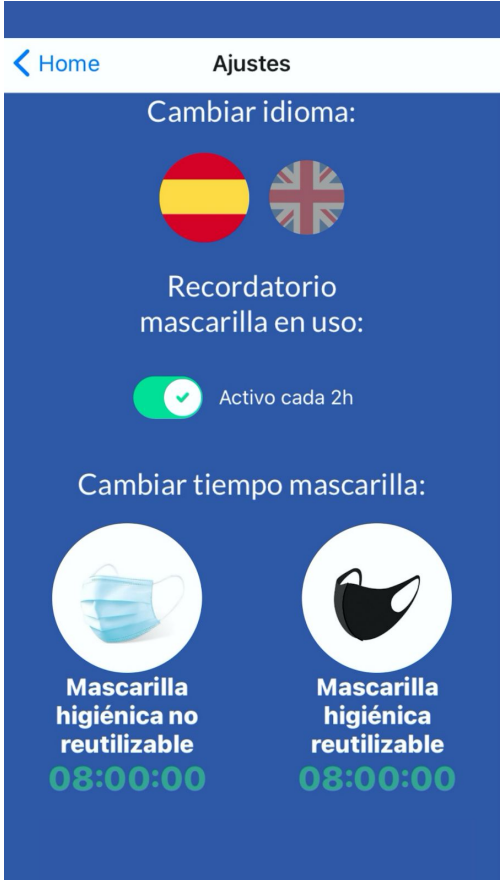 Home
Ajustes
Cambiar idioma:
Recordatorio
mascarilla en uso:
Activo cada 2h
Cambiar tiempo mascarilla:
Mascarilla
higiénica no
reutilizable
08:00:00
Mascarilla
higiénica
reutilizable
08:00:00